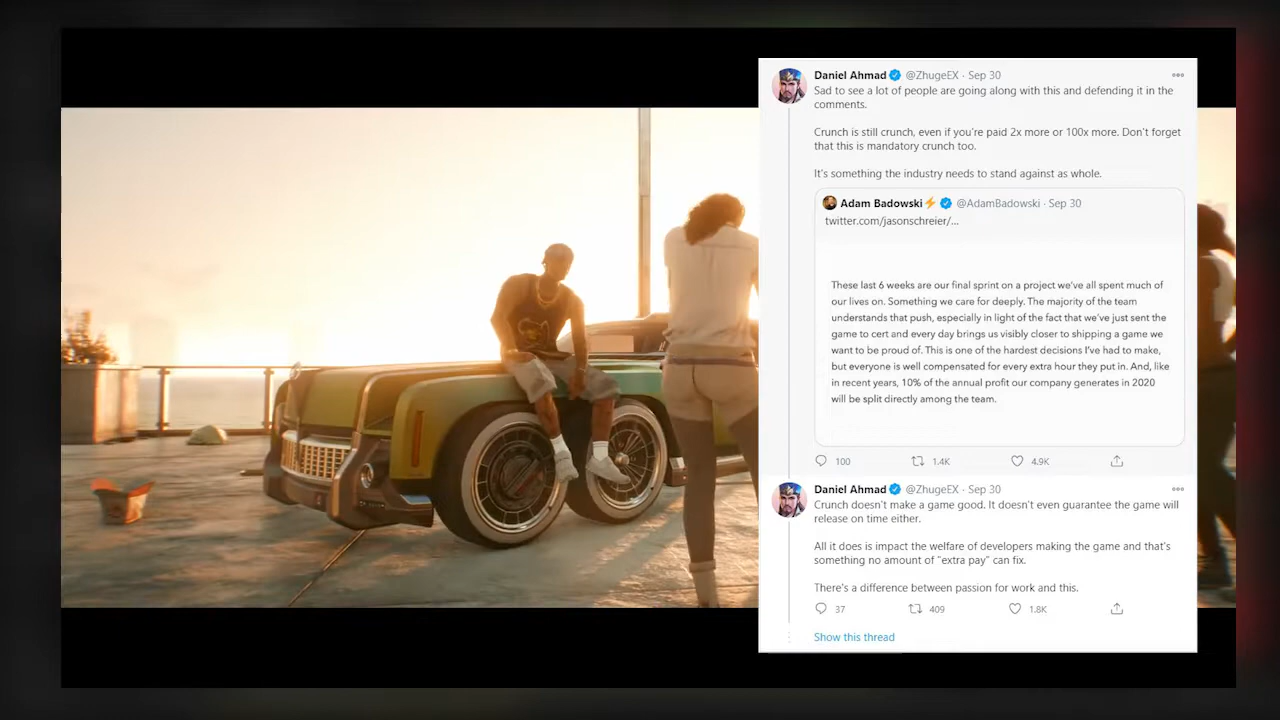 Daniel Ahmad @ZhugeEX · Sep 30
Sad to see a lot of people are going along with this and defending it in the
comments.
Crunch is still crunch, even if you're paid 2x more or 100x more. Don't forget
that this is mandatory crunch too.
It's something the industry needs to stand against as whole.
Adam Badowski⚡ @AdamBadowski · Sep 30
twitter.com/jasonschreier/...
These last 6 weeks are our final sprint on a project we've all spent much of
our lives on. Something we care for deeply. The majority of the team
understands that push, especially in light of the fact that we've just sent the
game to cert and every day brings us visibly closer to shipping a game we
want to be proud of. This is one of the hardest decisions I've had to make,
but everyone is well compensated for every extra hour they put in. And, like
in recent years, 10% of the annual profit our company generates in 2020
will be split directly among the team.
100 1.4K 4.9K
Daniel Ahmad @ZhugeEX · Sep 30
Crunch doesn't make a game good. It doesn't even guarantee the game will
release on time either.
All it does is impact the welfare of developers making the game and that's
something no amount of "extra pay" can fix.
There's a difference between passion for work and this.
37 409 1.8K
Show this thread